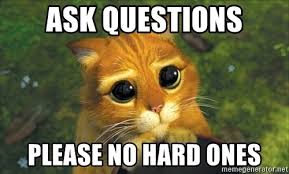 ASK QUESTIONS
PLEASE NO HARD ONES
memegenerator.net